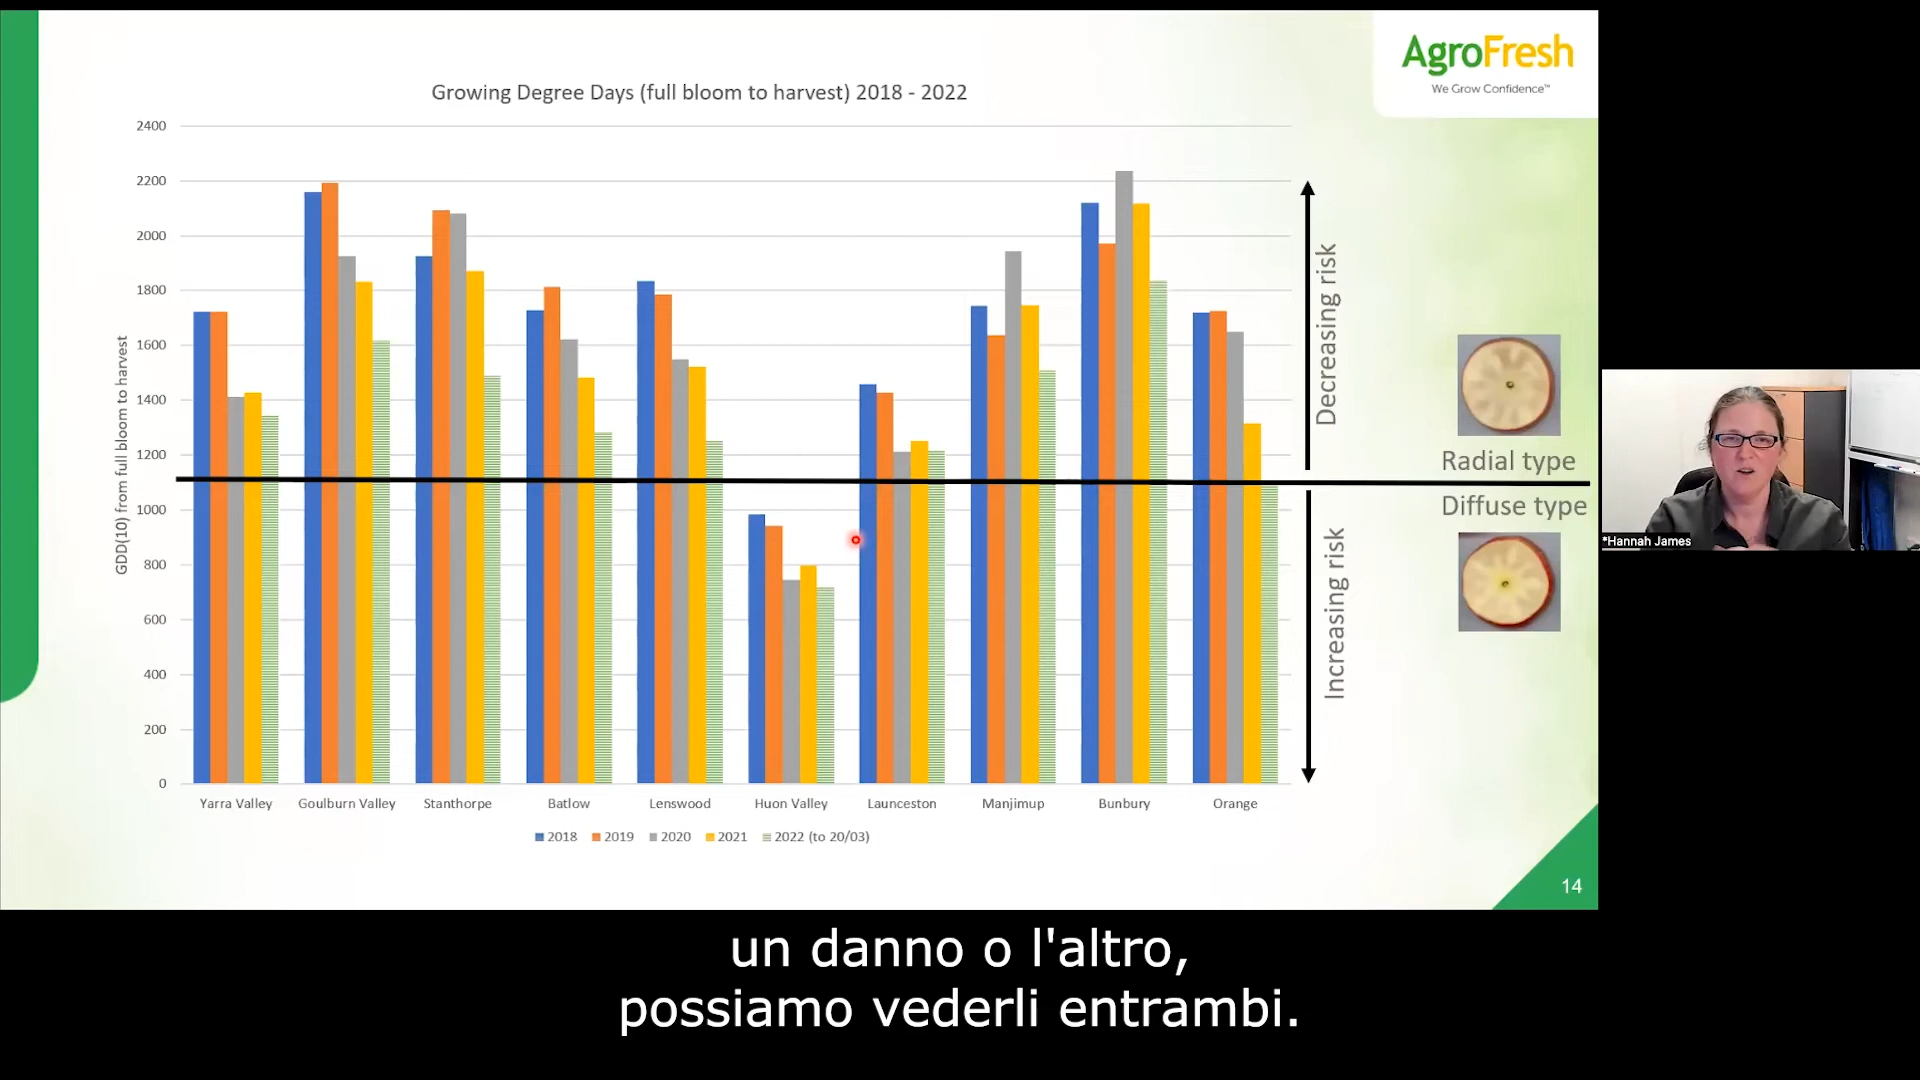 AgroFresh
We Grow Confidence™
Growing Degree Days (full bloom to harvest) 2018 - 2022
2400
2200
2000
1800
1600
1400
1200
1000
800
600
400
200
0
GDD(10) from full bloom to harvest
Yarra Valley Goulburn Valley Stanthorpe Batlow Lenswood Huon Valley Launceston Manjimup Bunbury Orange
2018 2019 2020 2021 2022 (to 20/03)
Decreasing risk
Increasing risk
Radial type
Diffuse type
14
*Hannah James
un danno o l'altro,
possiamo vederli entrambi.